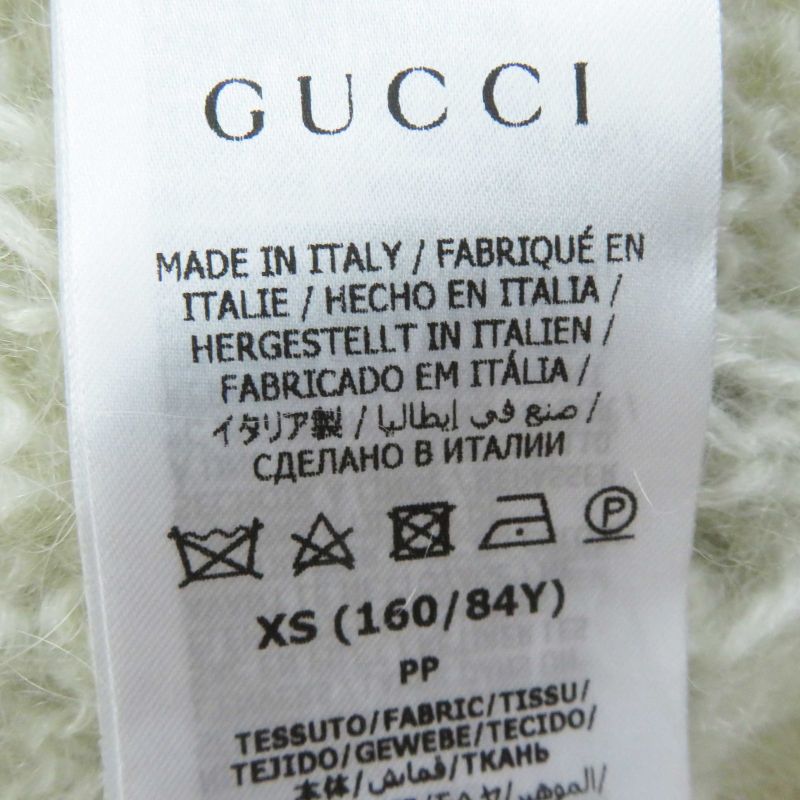 GUCCI
MADE IN ITALY / FABRIQUÉ EN
ITALIE / HECHO EN ITALIA /
HERGESTELLT IN ITALIEN /
FABRICADO EM ITÁLIA /
イタリア製 / صنع في إيطاليا /
СДЕЛАНО В ИТАЛИИ
P
XS (160/84Y)
PP
TESSUTO/FABRIC/TISSU/
TEJIDO/GEWEBE/TECIDO/
本体/قماش/ТКАНЬ